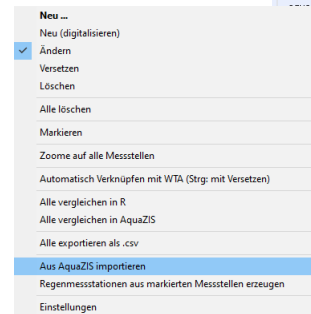 Neu ...
Neu (digitalisieren)
Ändern
Versetzen
Löschen
Alle löschen
Markieren
Zoome auf alle Messstellen
Automatisch Verknüpfen mit WTA (Strg: mit Versetzen)
Alle vergleichen in R
Alle vergleichen in AquaZIS
Alle exportieren als .csv
Aus AquaZIS importieren
Regenmessstationen aus markierten Messstellen erzeugen
Einstellungen